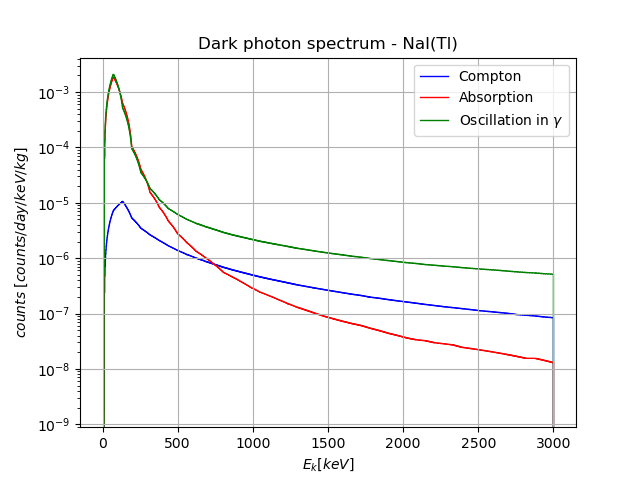 Dark photon spectrum - NaI(Tl)
Compton
Absorption
Oscillation in γ
counts [counts/day/keV/kg]
10⁻³
10⁻⁴
10⁻⁵
10⁻⁶
10⁻⁷
10⁻⁸
10⁻⁹
0 500 1000 1500 2000 2500 3000
E_k[keV]